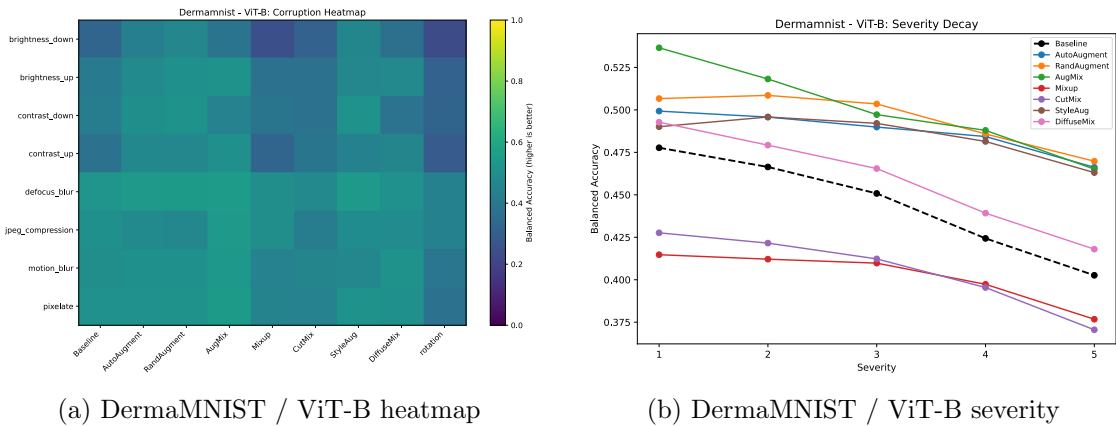 Dermamnist - ViT-B: Corruption Heatmap
brightness_down
brightness_up
contrast_down
contrast_up
defocus_blur
jpeg_compression
motion_blur
pixelate
Baseline
AutoAugment
RandAugment
AugMix
Mixup
CutMix
StyleAug
DiffuseMix
rotation
1.0
0.8
0.6
0.4
0.2
0.0
Balanced Accuracy (higher is better)
(a) DermaMNIST / ViT-B heatmap
Dermamnist - ViT-B: Severity Decay
Balanced Accuracy
0.525
0.500
0.475
0.450
0.425
0.400
0.375
1 2 3 4 5
Severity
Baseline
AutoAugment
RandAugment
AugMix
Mixup
CutMix
StyleAug
DiffuseMix
(b) DermaMNIST / ViT-B severity